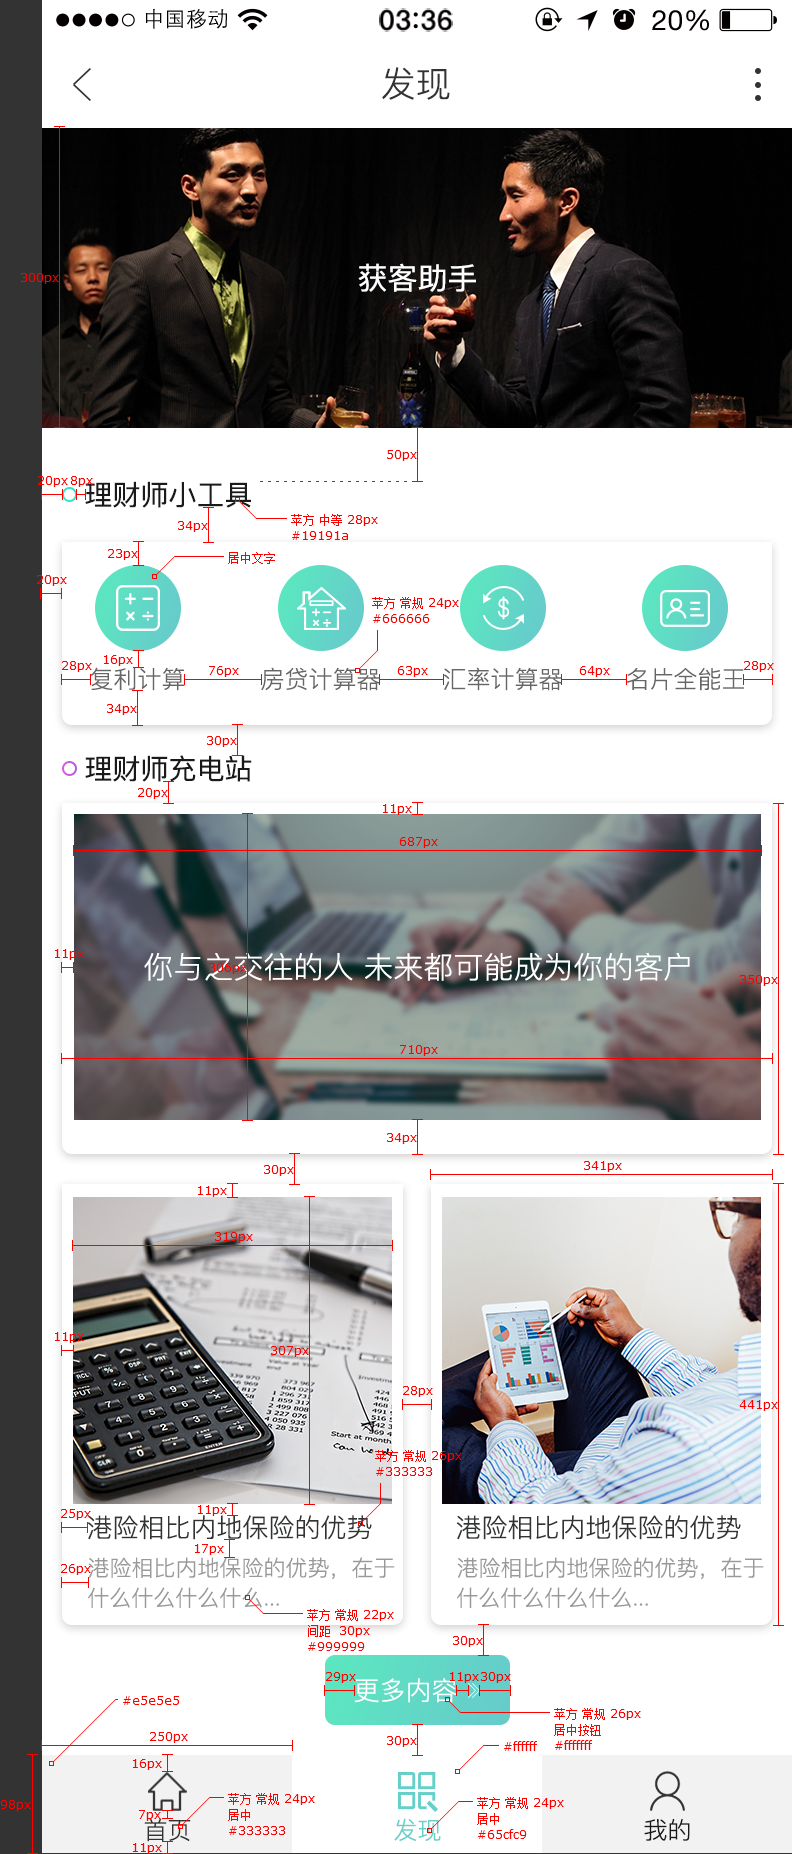 中国移动 03:36 20%
发现
300px
获客助手
50px
20px 8px
理财师小工具
苹方 中等 28px
#19191a
34px
23px
居中文字
20px
苹方 常规 24px
#666666
16px
28px 76px 63px 64px 28px
复利计算 房贷计算器 汇率计算器 名片全能王
34px
30px
理财师充电站
20px
11px
687px
11px
你与之交往的人 未来都可能成为你的客户
350px
710px
34px
30px
341px
11px
319px
11px
307px
28px
441px
苹方 常规 26px
#333333
11px
25px
港险相比内地保险的优势 港险相比内地保险的优势
17px
26px
港险相比内地保险的优势，在于
什么什么什么什么...
港险相比内地保险的优势，在于
什么什么什么什么...
苹方 常规 22px
间距 30px
#999999
30px
29px 11px 30px
更多内容 »
苹方 常规 26px
居中按钮
#ffffff
#e5e5e5
250px
30px
#ffffff
16px
98px
苹方 常规 24px
居中
#333333
苹方 常规 24px
居中
#65cfc9
7px
首页 发现 我的
11px